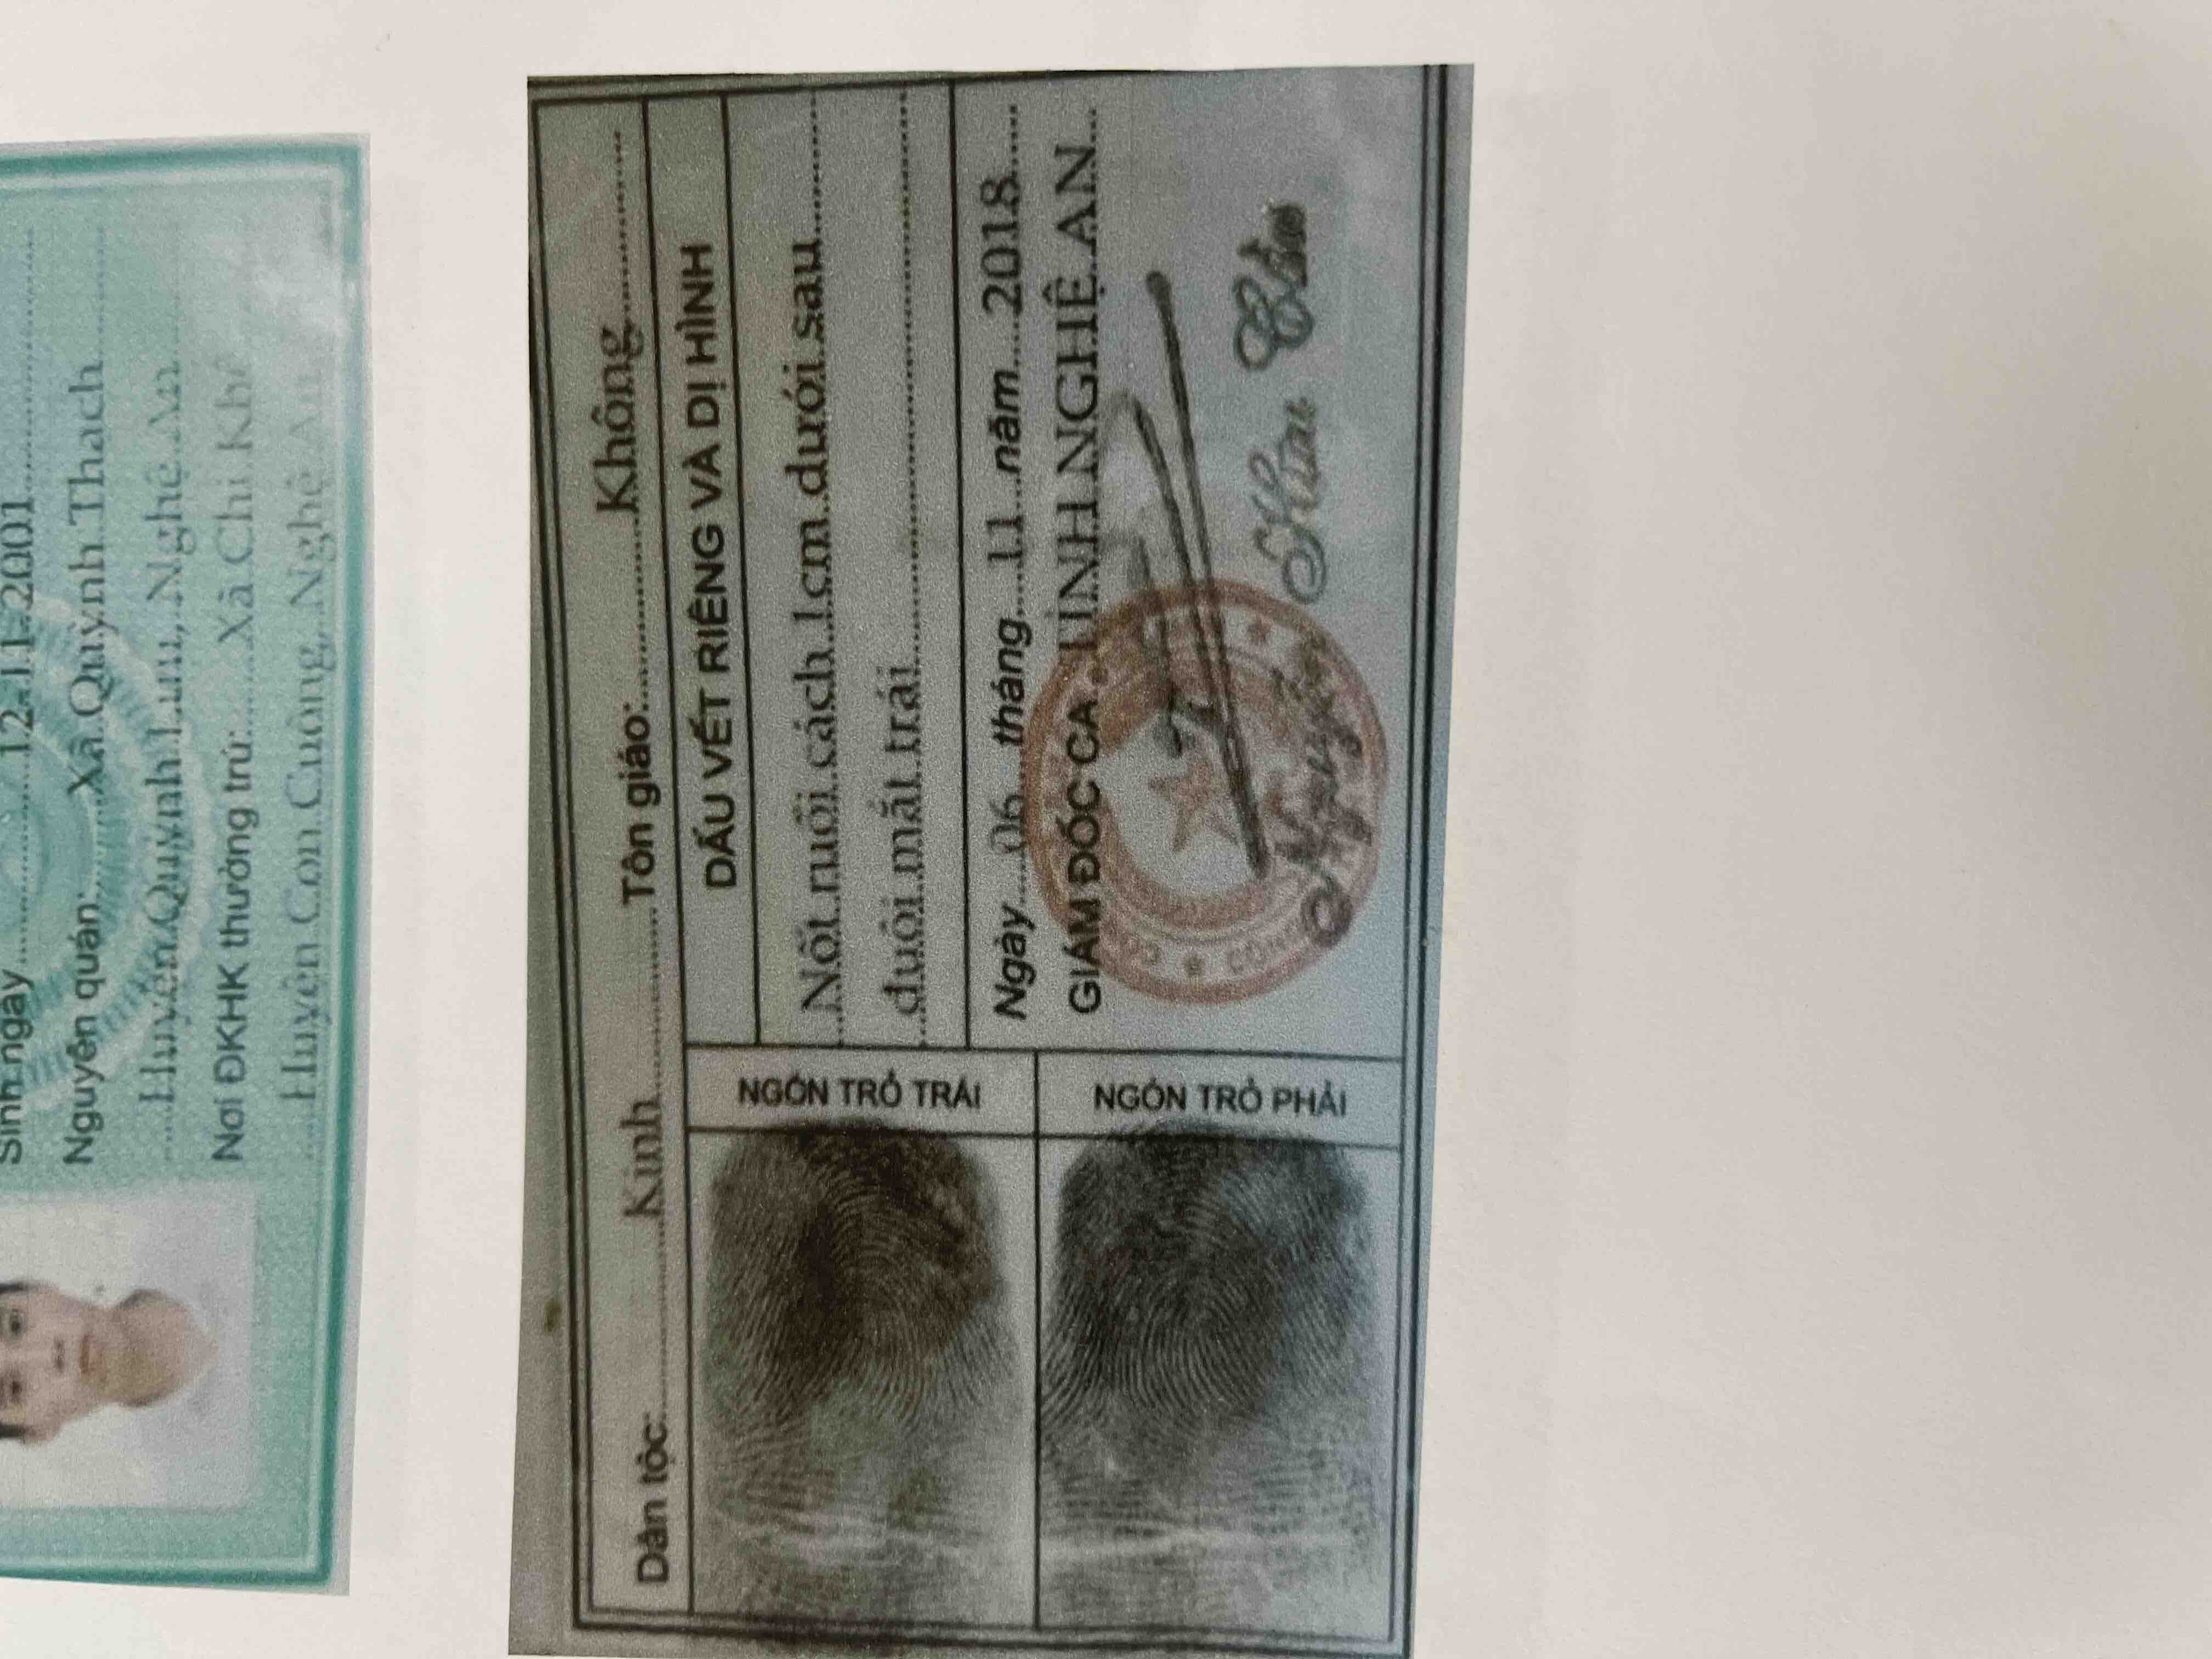 Sinh ngày 12-11-2001
Nguyên quán: Xã Quỳnh Thạch
Huyện Quỳnh Lưu, Nghệ An
Nơi ĐKHK thường trú: Xã Chi Khê
Huyện Con Cuông, Nghệ An
Dân tộc: Kinh Tôn giáo: Không
DẤU VẾT RIÊNG VÀ DỊ HÌNH
Nốt ruồi cách 1cm dưới sau
đuôi mắt trái
NGÓN TRỎ TRÁI
NGÓN TRỎ PHẢI
Ngày 06 tháng 11 năm 2018
GIÁM ĐỐC CA TỈNH NGHỆ AN
Nguyễn Hữu Cầu